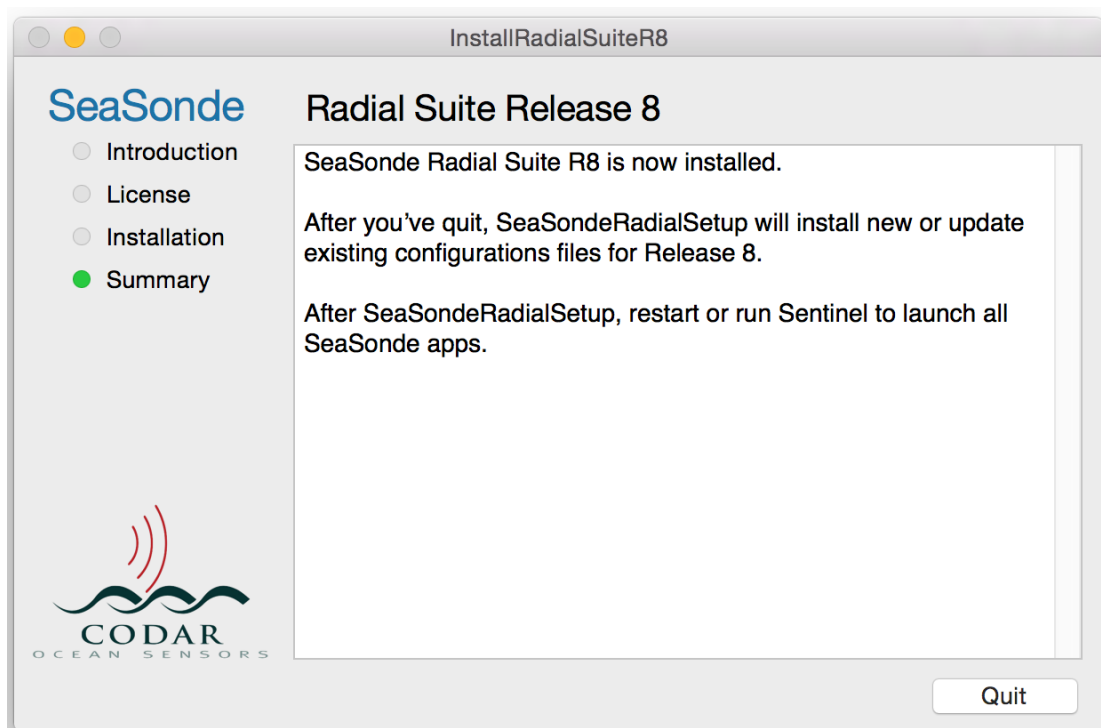 InstallRadialSuiteR8
SeaSonde
Introduction
License
Installation
Summary
Radial Suite Release 8
SeaSonde Radial Suite R8 is now installed.
After you’ve quit, SeaSondeRadialSetup will install new or update
existing configurations files for Release 8.
After SeaSondeRadialSetup, restart or run Sentinel to launch all
SeaSonde apps.
CODAR
OCEAN SENSORS
Quit